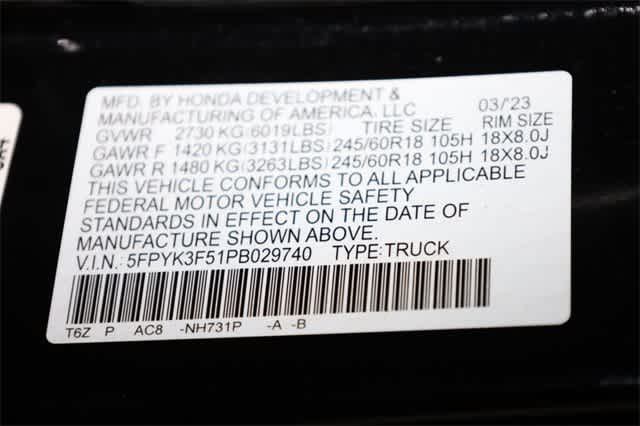 MFD. BY HONDA DEVELOPMENT &
MANUFACTURING OF AMERICA, LLC 03/'23
GVWR 2730 KG(6019LBS) TIRE SIZE RIM SIZE
GAWR F 1420 KG(3131LBS) 245/60R18 105H 18X8.0J
GAWR R 1480 KG(3263LBS) 245/60R18 105H 18X8.0J
THIS VEHICLE CONFORMS TO ALL APPLICABLE
FEDERAL MOTOR VEHICLE SAFETY
STANDARDS IN EFFECT ON THE DATE OF
MANUFACTURE SHOWN ABOVE.
V.I.N.: 5FPYK3F51PB029740 TYPE:TRUCK
T6Z P AC8 -NH731P -A -B